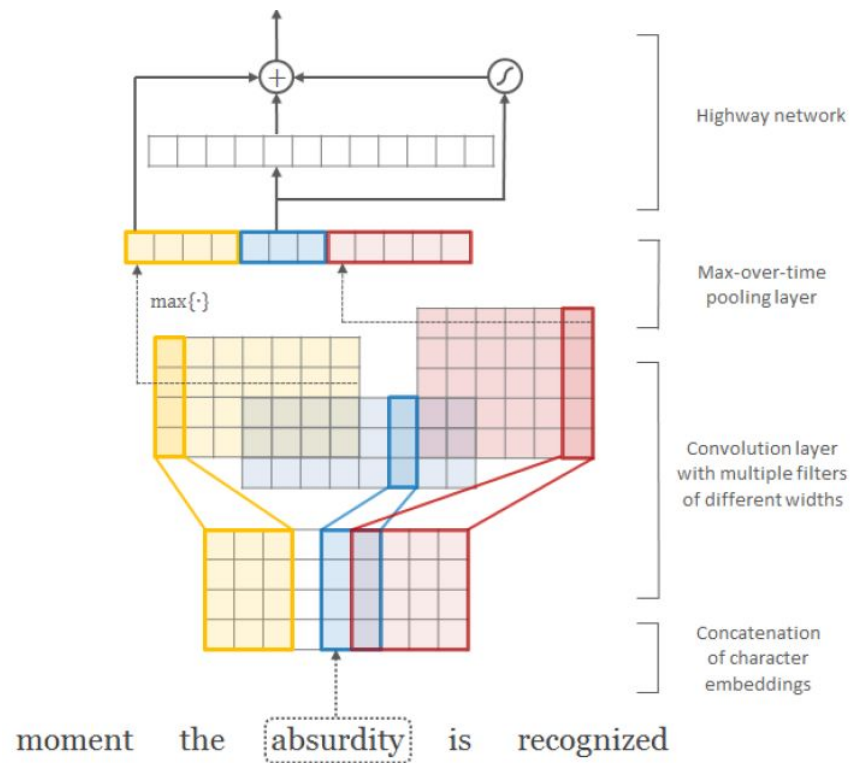 +
Highway network
Max-over-time
pooling layer
max{·}
Convolution layer
with multiple filters
of different widths
Concatenation
of character
embeddings
moment the absurdity is recognized